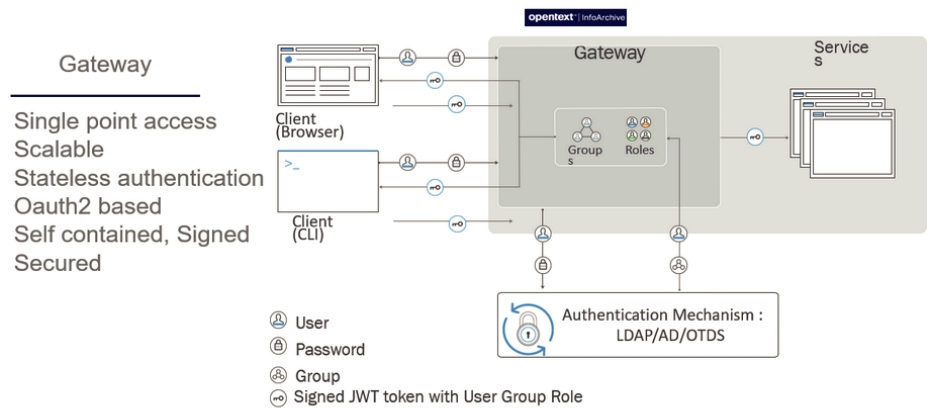 opentext™ | InfoArchive
Gateway
Single point access
Scalable
Stateless authentication
Oauth2 based
Self contained, Signed
Secured
Client
(Browser)
>_
Client
(CLI)
Gateway
Group
s
Roles
Service
s
Authentication Mechanism :
LDAP/AD/OTDS
User
Password
Group
Signed JWT token with User Group Role